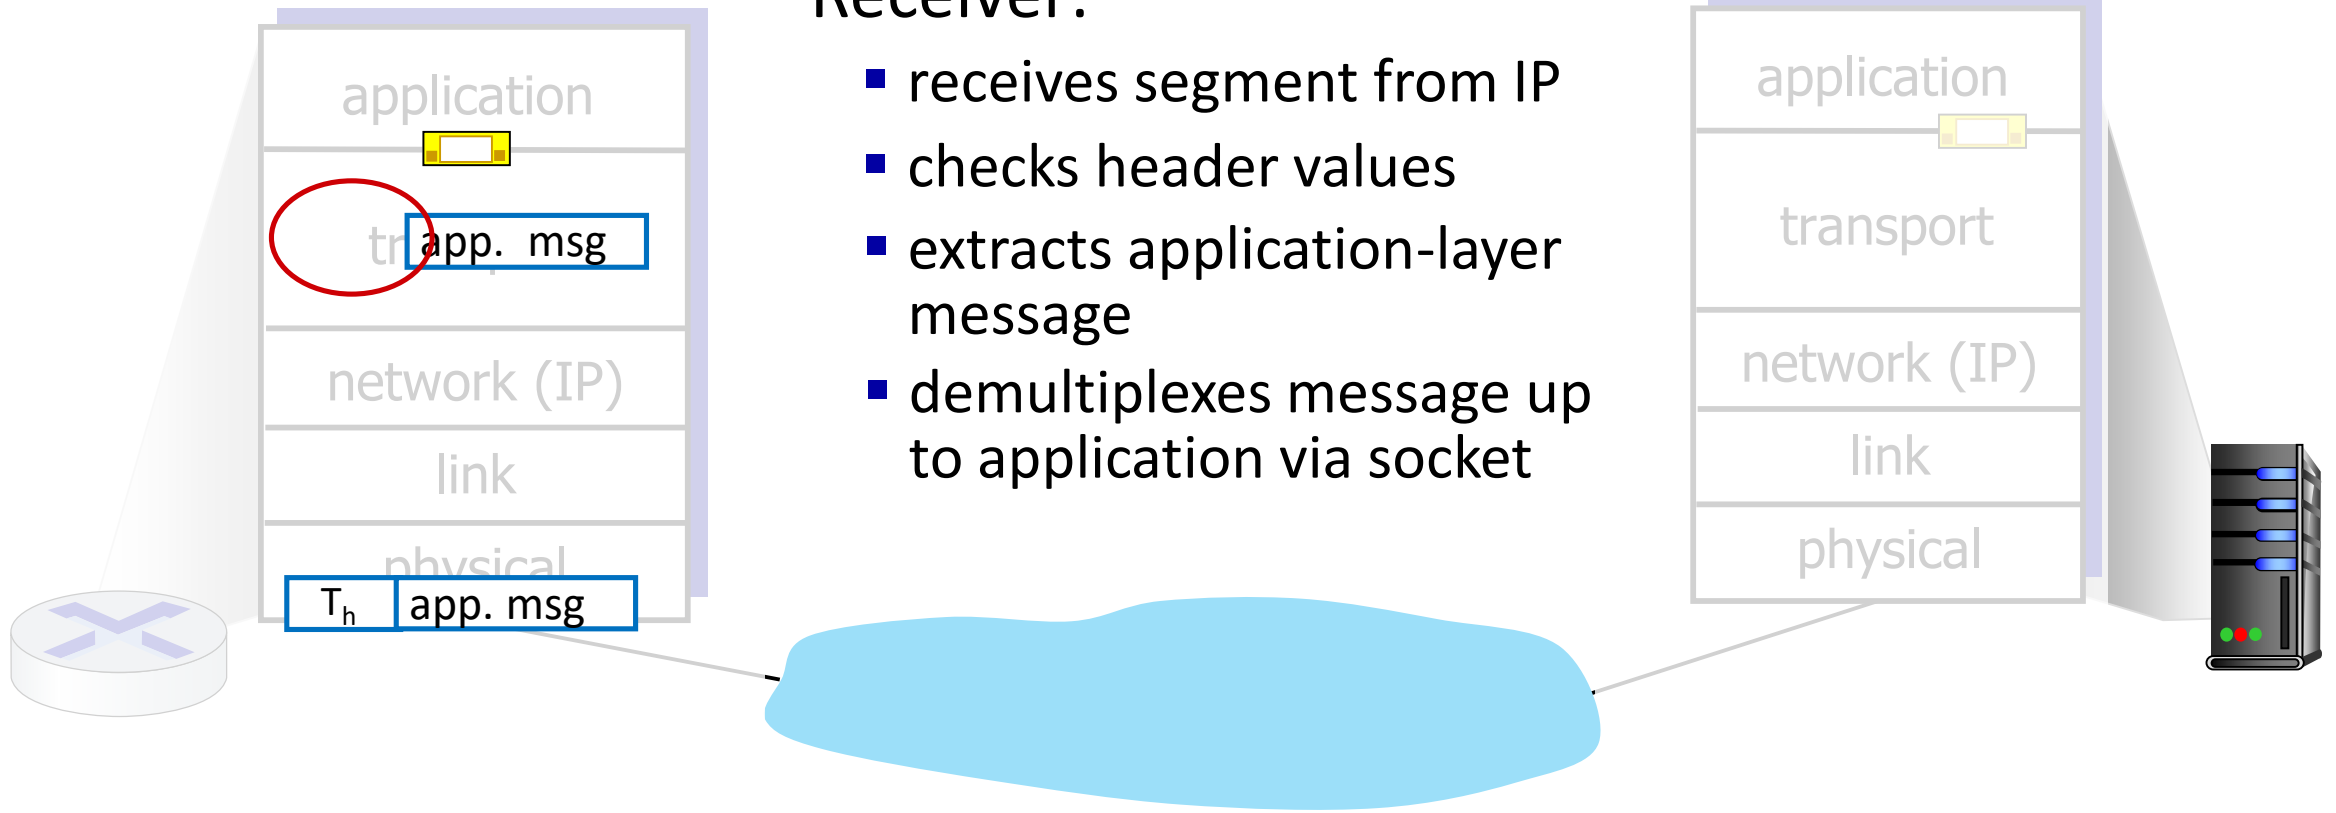 Receiver:
receives segment from IP
checks header values
extracts application-layer
message
demultiplexes message up
to application via socket
application
app. msg
network (IP)
link
physical
Th app. msg
application
transport
network (IP)
link
physical